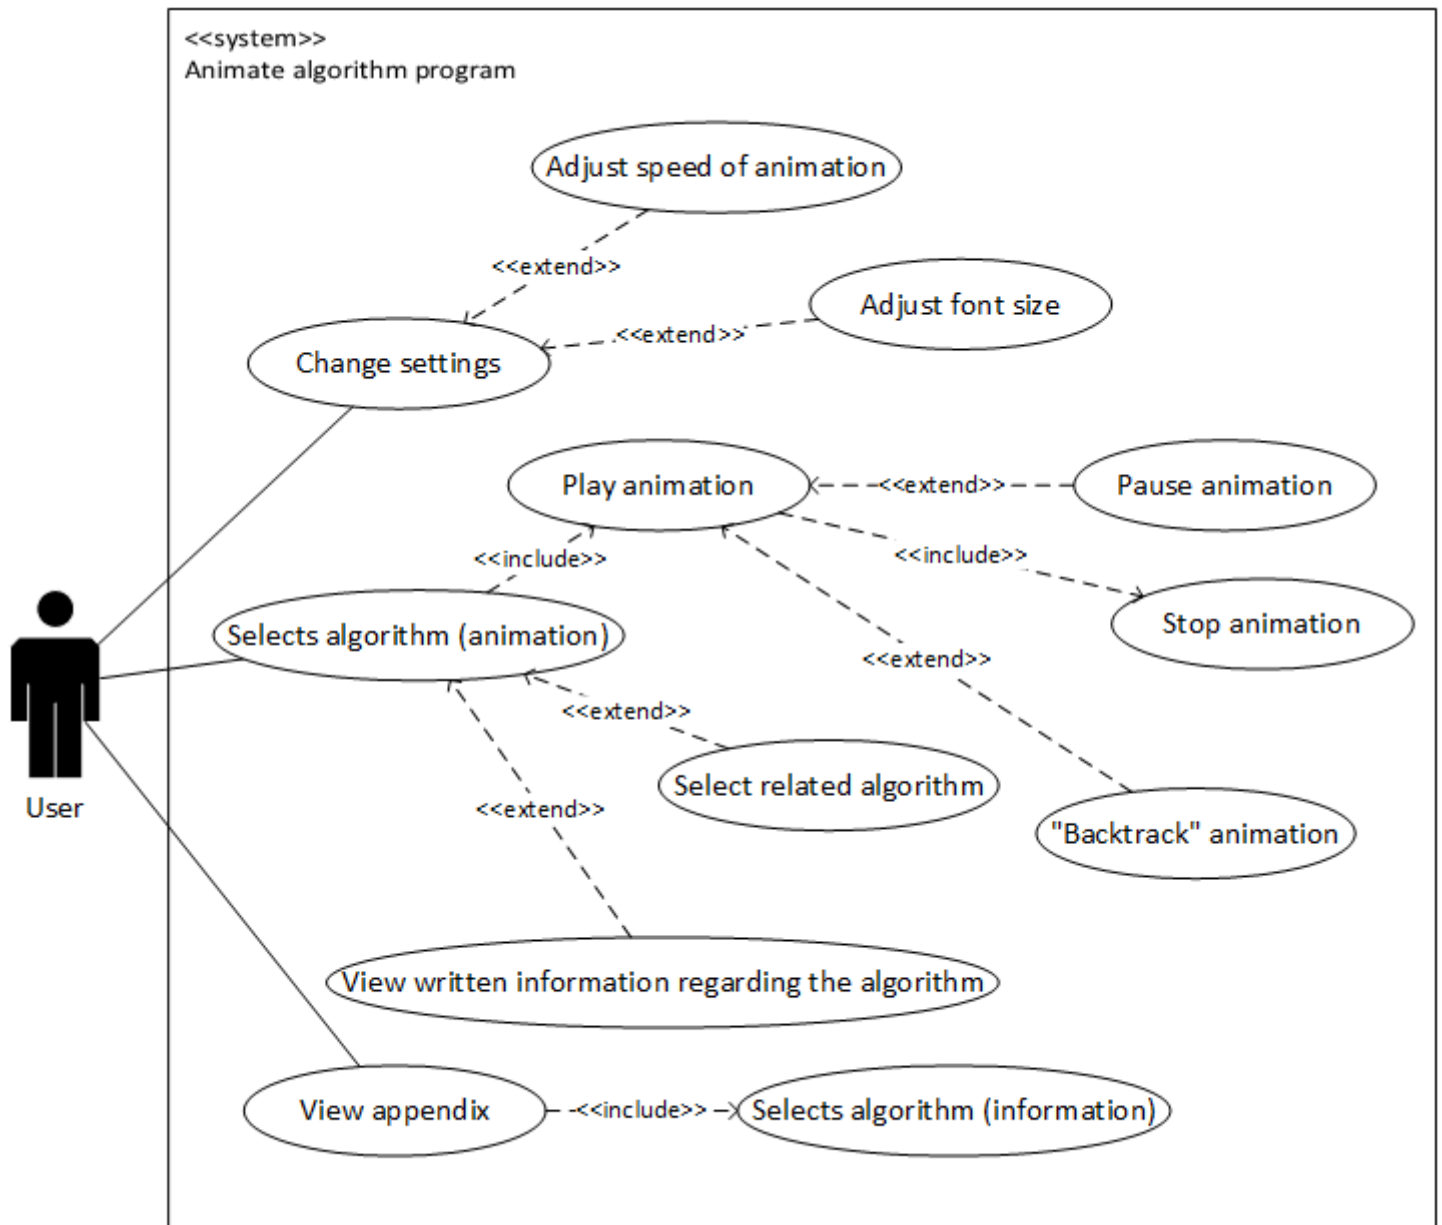 <<system>>
Animate algorithm program
Adjust speed of animation
<<extend>>
Adjust font size
<<extend>>
Change settings
Play animation
<<extend>>
Pause animation
<<include>>
<<include>>
Stop animation
Selects algorithm (animation)
<<extend>>
<<extend>>
Select related algorithm
<<extend>>
User
"Backtrack" animation
View written information regarding the algorithm
View appendix
<<include>>
Selects algorithm (information)